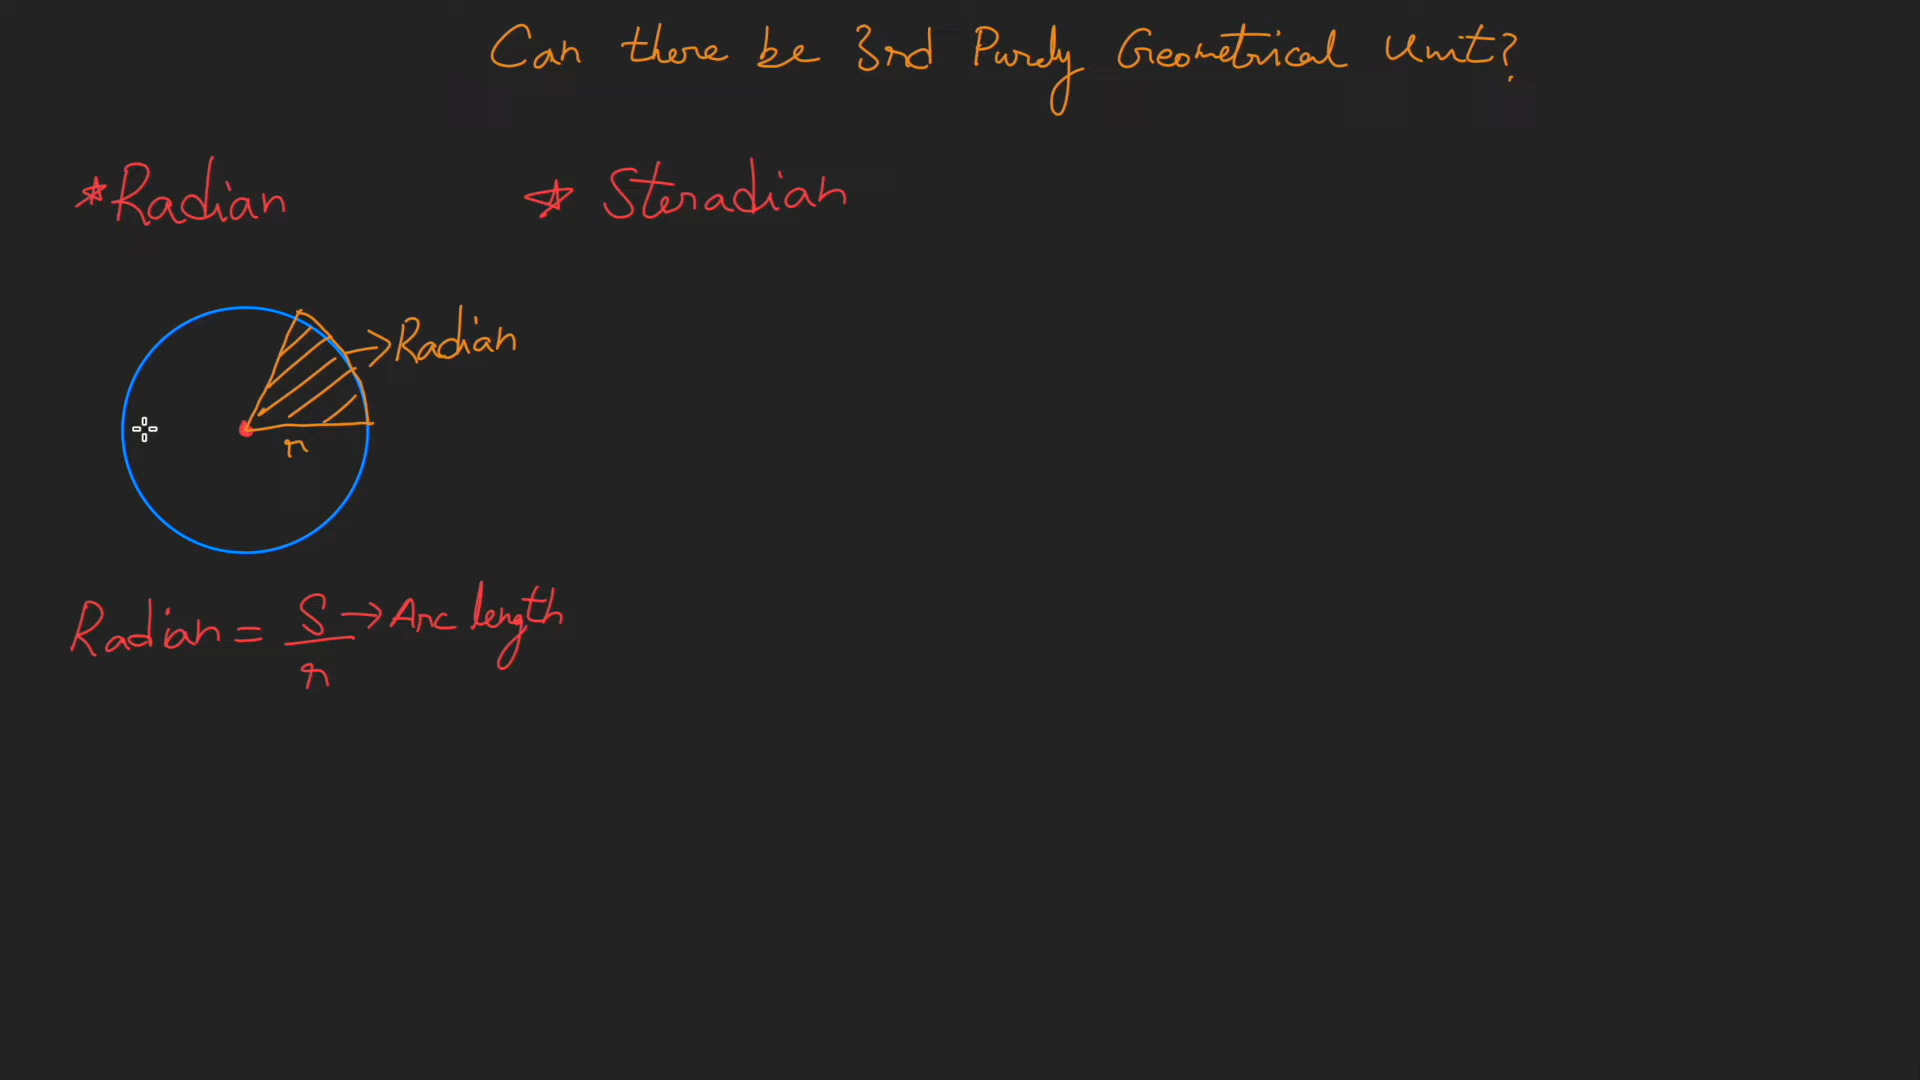 Can there be 3rd Purely Geometrical Unit?
*Radian * Steradian
→Radian
r
Radian = S → Arc length
r